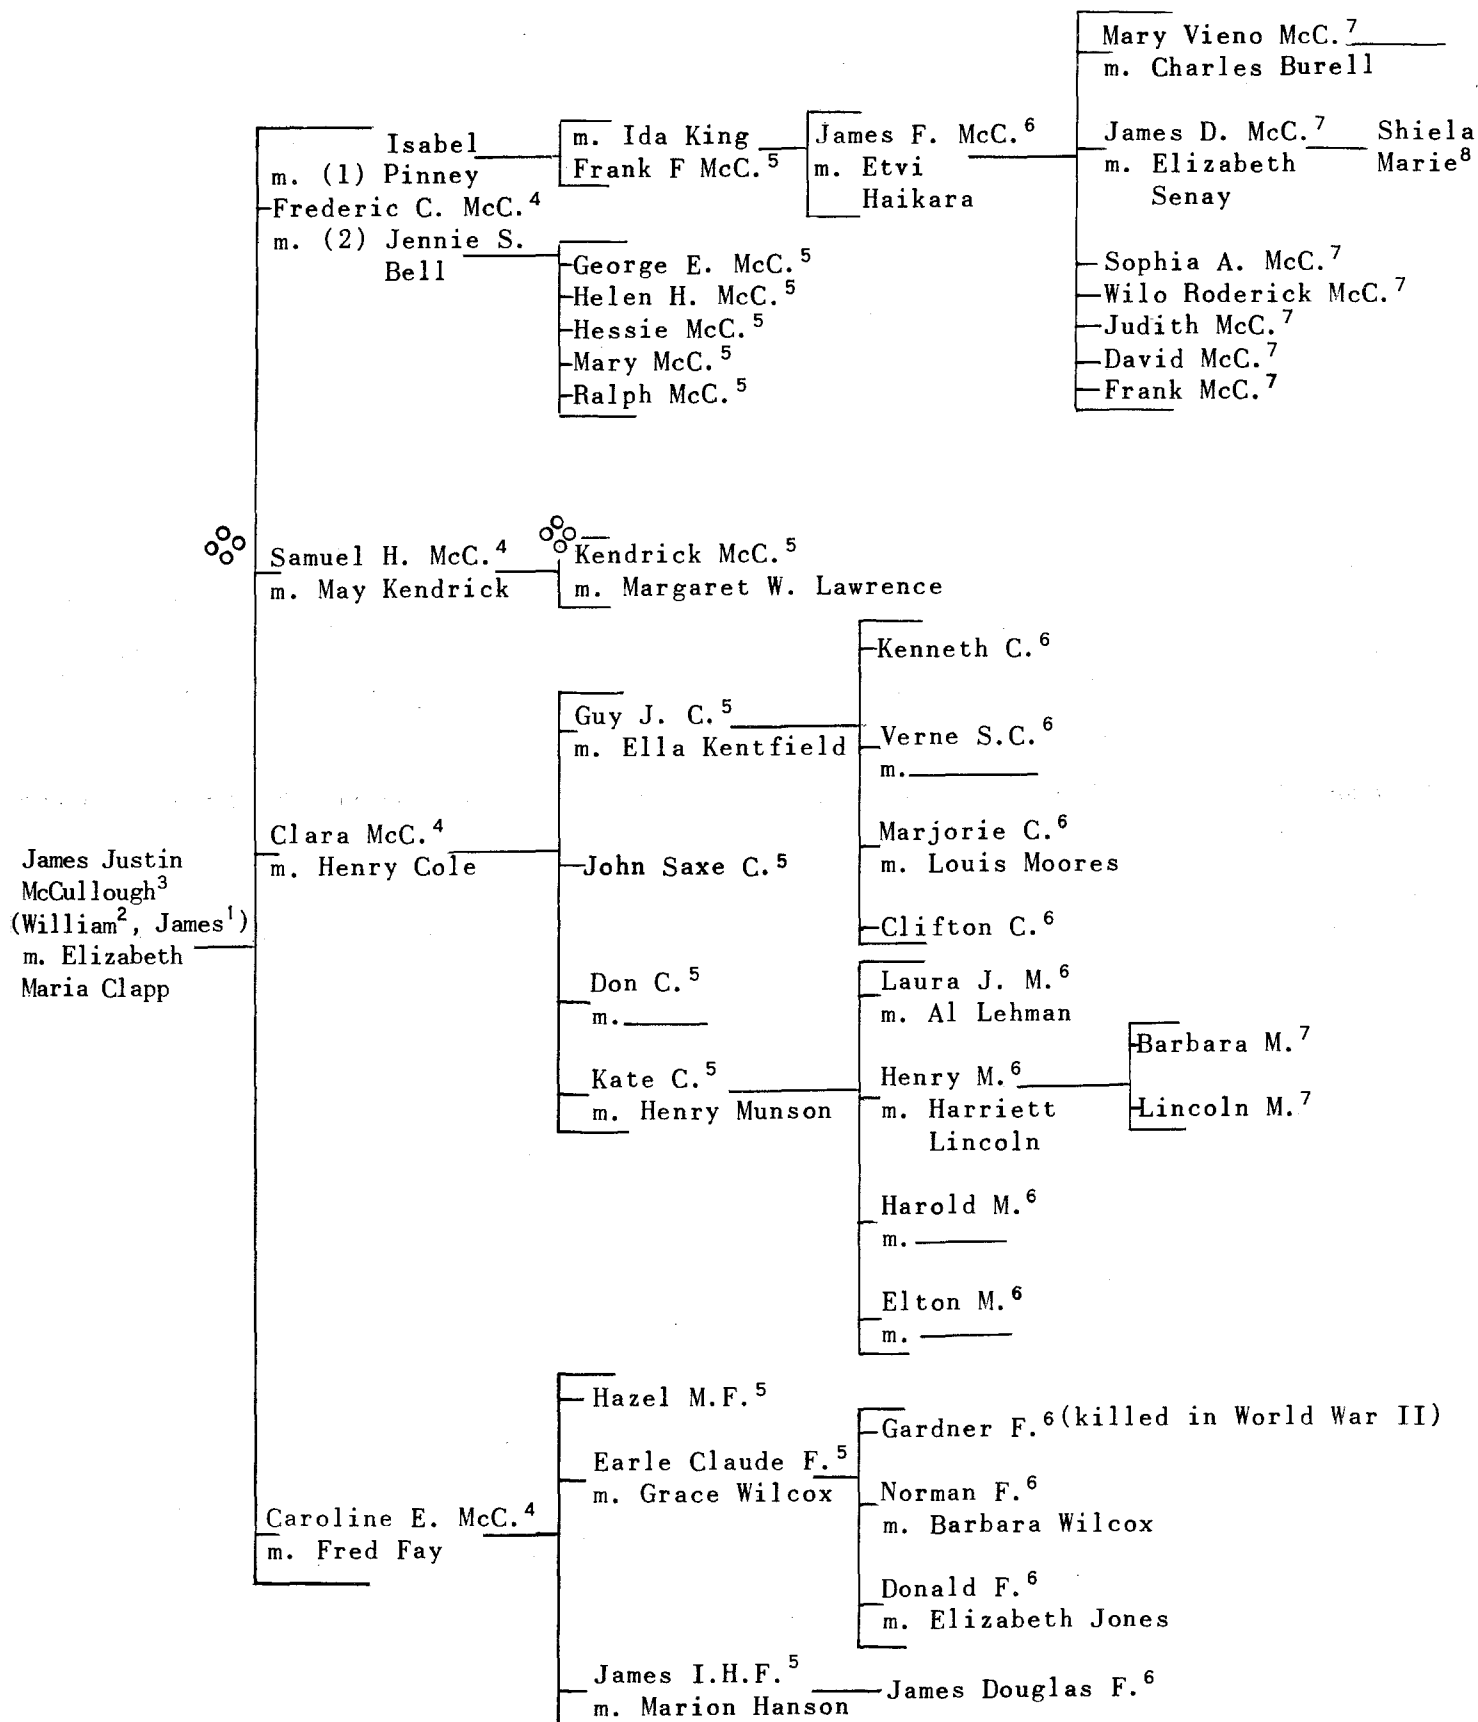 James Justin
McCullough³
(William², James¹)
m. Elizabeth
Maria Clapp
Isabel
m. (1) Pinney
Frederic C. McC.⁴
m. (2) Jennie S.
Bell
m. Ida King
Frank F McC.⁵
James F. McC.⁶
m. Etvi
Haikara
Mary Vieno McC.⁷
m. Charles Burell
James D. McC.⁷
m. Elizabeth
Senay
Shiela
Marie⁸
Sophia A. McC.⁷
Wilo Roderick McC.⁷
Judith McC.⁷
David McC.⁷
Frank McC.⁷
George E. McC.⁵
Helen H. McC.⁵
Hessie McC.⁵
Mary McC.⁵
Ralph McC.⁵
Samuel H. McC.⁴
m. May Kendrick
Kendrick McC.⁵
m. Margaret W. Lawrence
Clara McC.⁴
m. Henry Cole
Guy J. C.⁵
m. Ella Kentfield
Kenneth C.⁶
Verne S.C.⁶
m.
Marjorie C.⁶
m. Louis Moores
Clifton C.⁶
John Saxe C.⁵
Don C.⁵
m.
Kate C.⁵
m. Henry Munson
Laura J. M.⁶
m. Al Lehman
Henry M.⁶
m. Harriett
Lincoln
Barbara M.⁷
Lincoln M.⁷
Harold M.⁶
m.
Elton M.⁶
m.
Caroline E. McC.⁴
m. Fred Fay
Hazel M.F.⁵
Earle Claude F.⁵
m. Grace Wilcox
Gardner F.⁶ (killed in World War II)
Norman F.⁶
m. Barbara Wilcox
Donald F.⁶
m. Elizabeth Jones
James I.H.F.⁵
m. Marion Hanson
James Douglas F.⁶